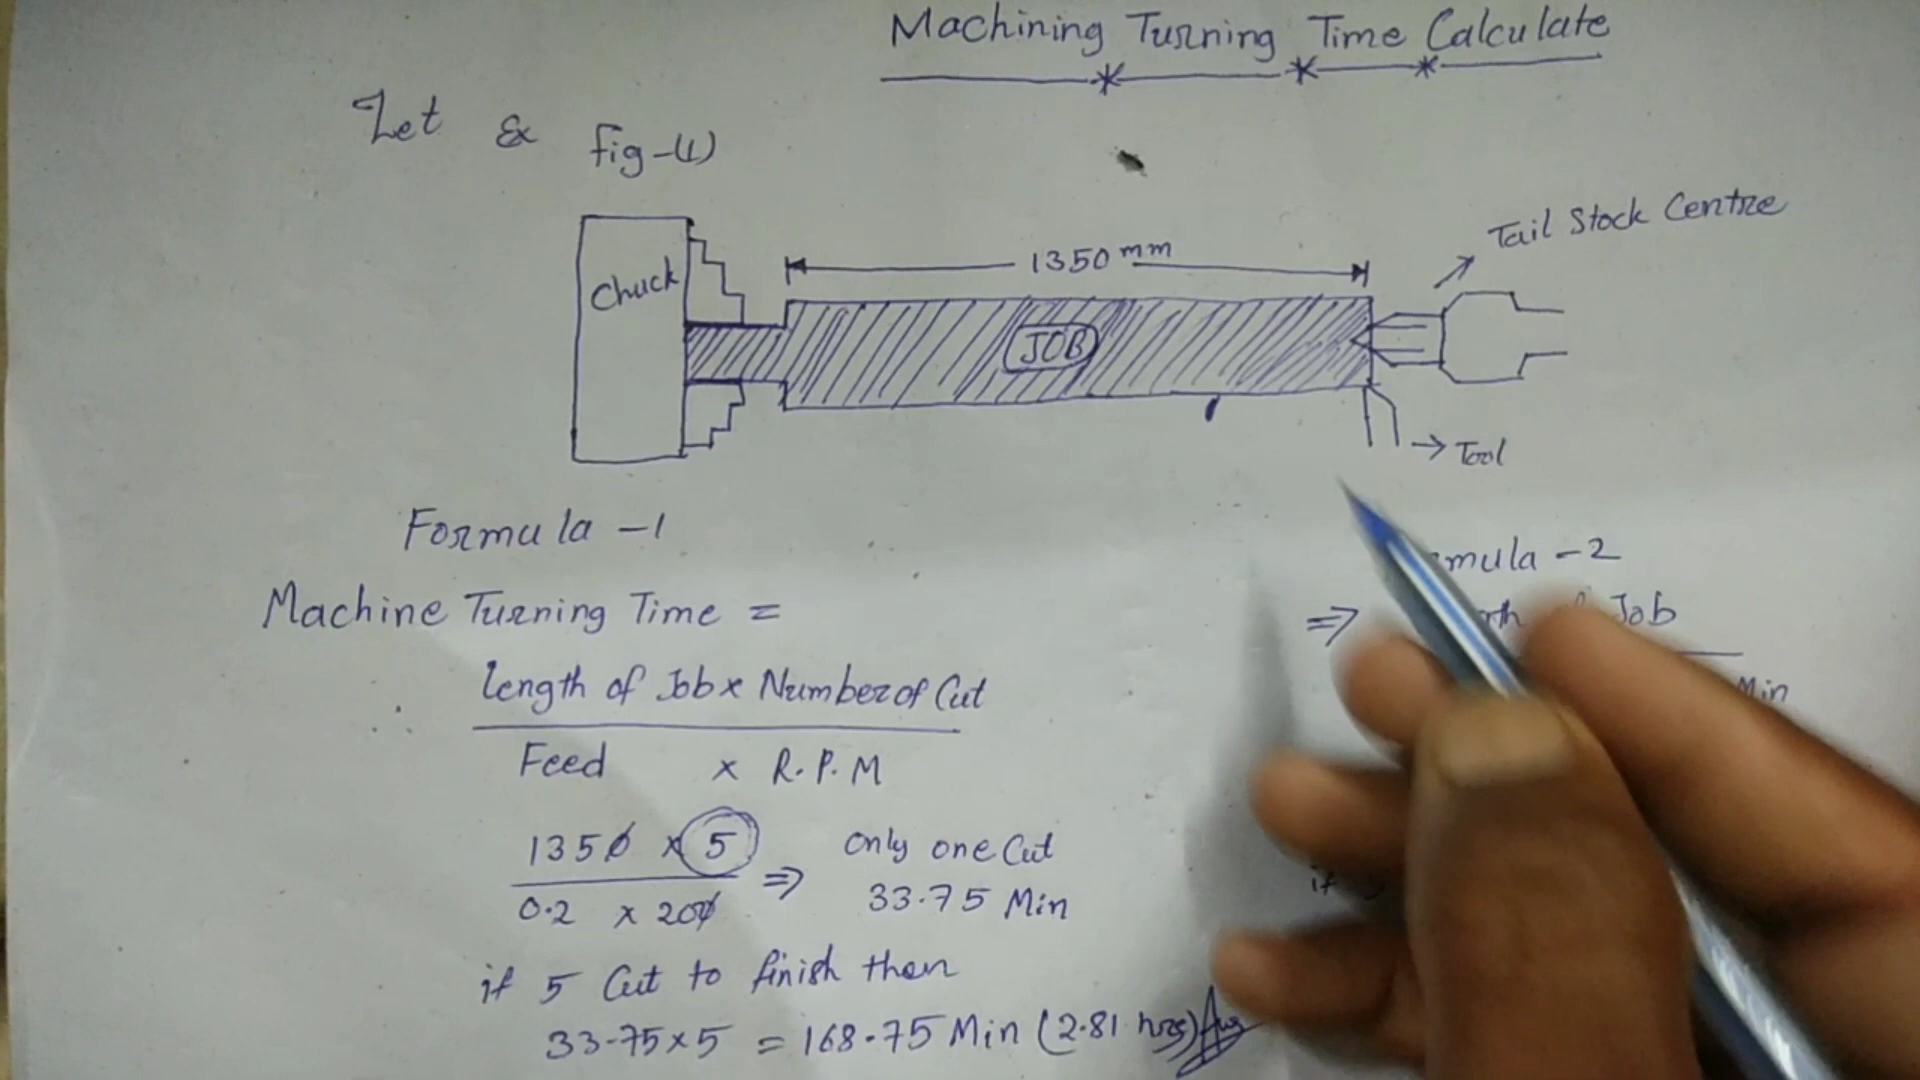 Machining Turning Time Calculate
Let & fig-(1)
Tail Stock Centre
1350 mm
Chuck
JOB
Tool
Formula -1
Machine Turning Time =
length of Job x Number of Cut
Feed x R.P.M
1350 x 5
0.2 x 200
⇒ only one Cut
33.75 Min
if 5 Cut to finish then
33.75 x 5 = 168.75 Min (2.81 hrs)
mula -2
⇒ Job
Min
if